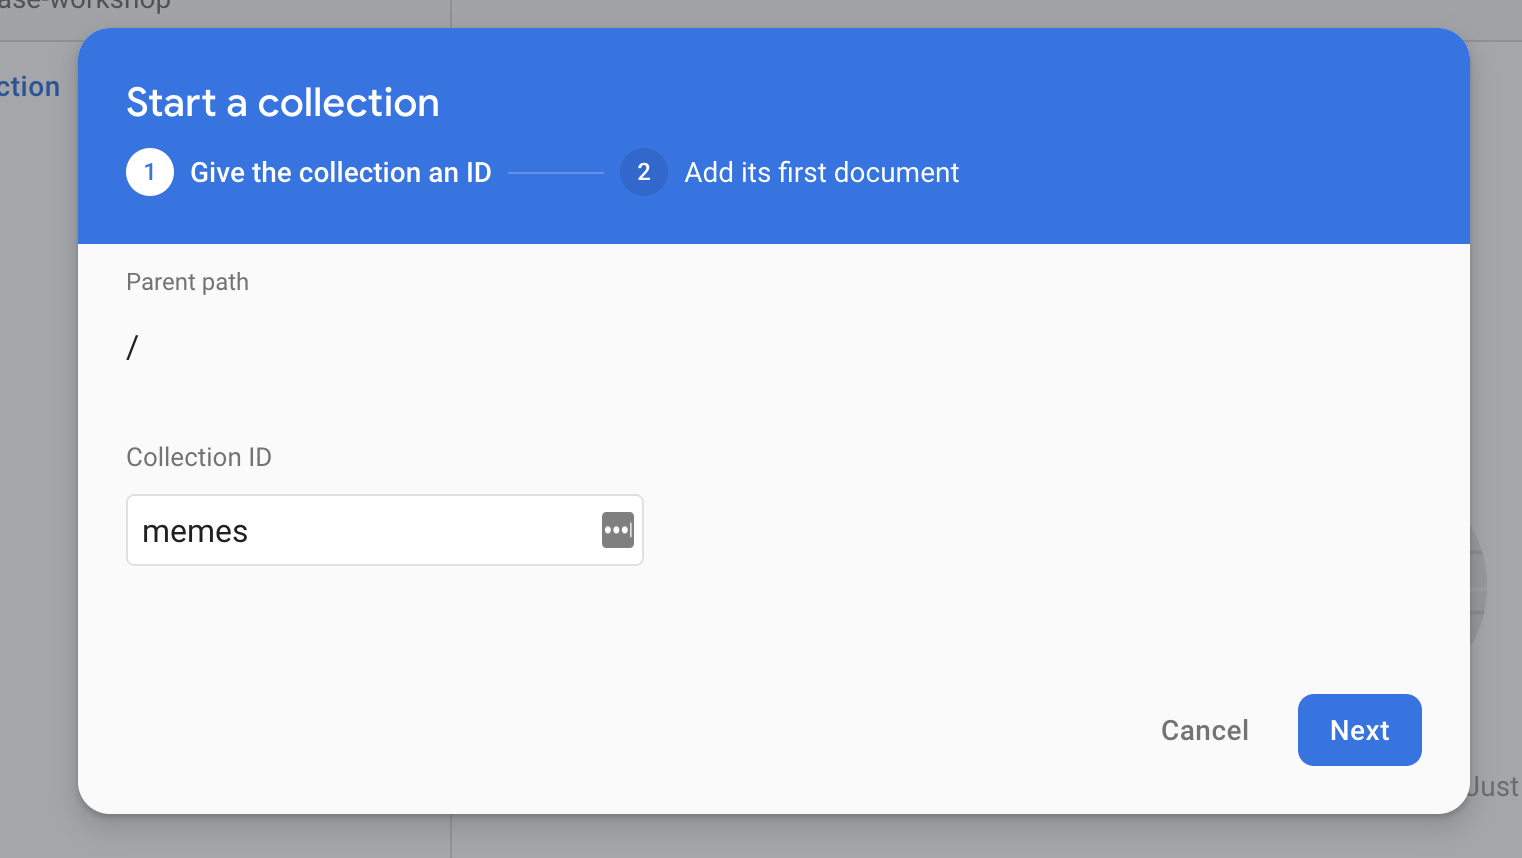 ase-workshop
ction
Start a collection
1 Give the collection an ID 2 Add its first document
Parent path
/
Collection ID
memes
Cancel Next
Just